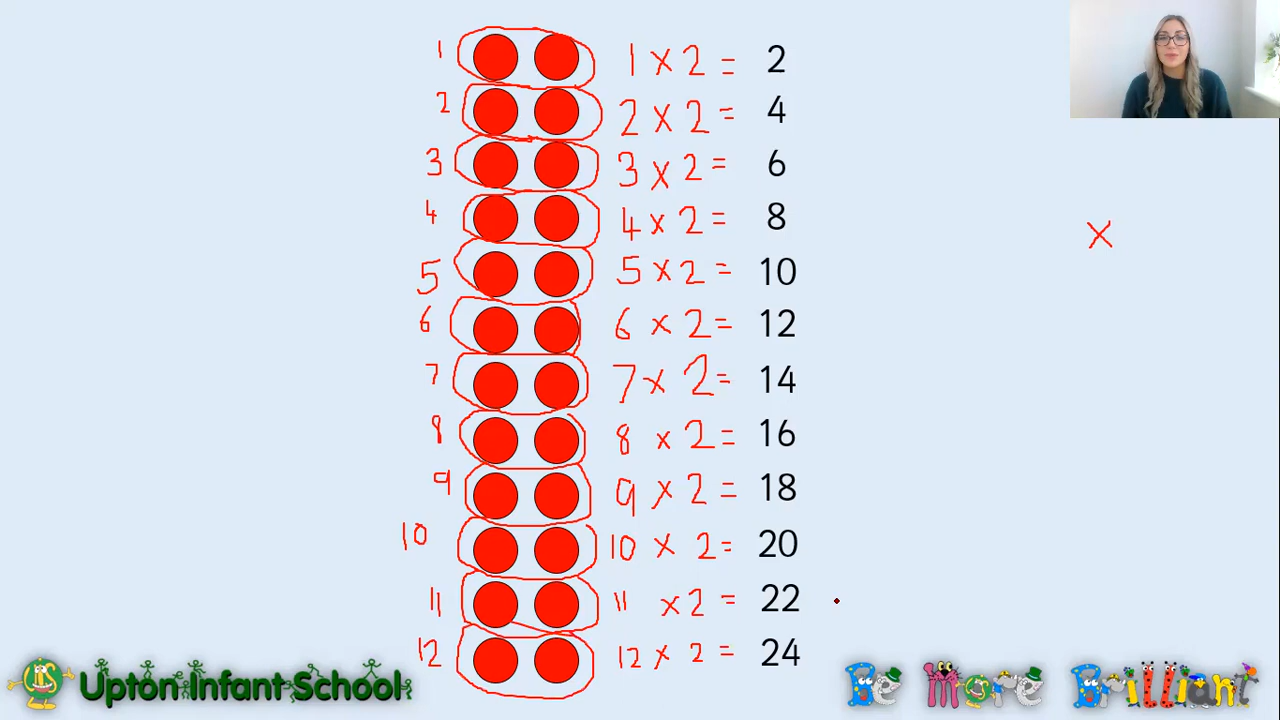 1 1 x 2 = 2
2 2 x 2 = 4
3 3 x 2 = 6
4 4 x 2 = 8
5 5 x 2 = 10
6 6 x 2 = 12
7 7 x 2 = 14
8 8 x 2 = 16
9 9 x 2 = 18
10 10 x 2 = 20
11 11 x 2 = 22
12 12 x 2 = 24
x
Upton Infant School
Be More Brilliant